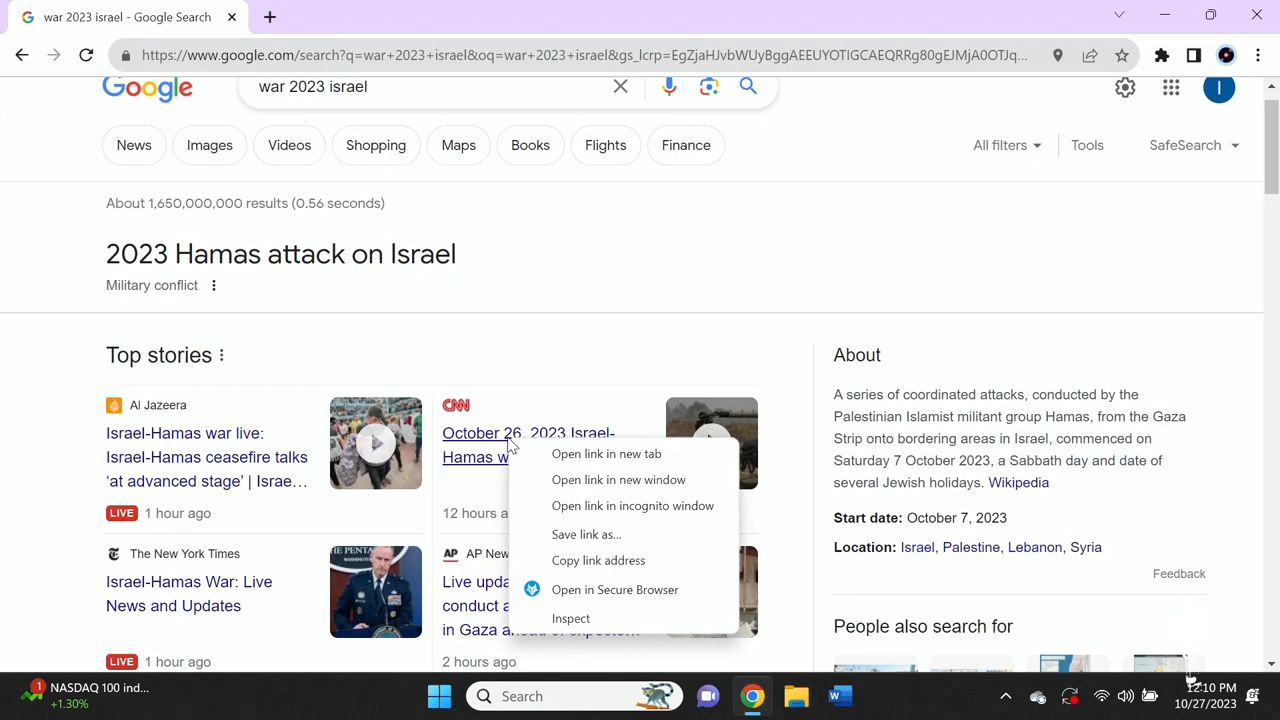 war 2023 israel - Google Search
https://www.google.com/search?q=war+2023+israel&oq=war+2023+israel&gs_lcrp=EgZjaHJvbWUyBggAEEUYOTIGCAEQRRg80gEJMjA0OTJq...
Google
war 2023 israel
I
News
Images
Videos
Shopping
Maps
Books
Flights
Finance
All filters
Tools
SafeSearch
About 1,650,000,000 results (0.56 seconds)
2023 Hamas attack on Israel
Military conflict
Top stories
Al Jazeera
Israel-Hamas war live:
Israel-Hamas ceasefire talks
‘at advanced stage’ | Israe...
LIVE 1 hour ago
CNN
October 26, 2023 Israel-
Hamas w
12 hours a
The New York Times
Israel-Hamas War: Live
News and Updates
LIVE 1 hour ago
AP AP New
Live upda
conduct a
in Gaza ahead of expecte...
2 hours ago
Open link in new tab
Open link in new window
Open link in incognito window
Save link as...
Copy link address
Open in Secure Browser
Inspect
About
A series of coordinated attacks, conducted by the
Palestinian Islamist militant group Hamas, from the Gaza
Strip onto bordering areas in Israel, commenced on
Saturday 7 October 2023, a Sabbath day and date of
several Jewish holidays. Wikipedia
Start date: October 7, 2023
Location: Israel, Palestine, Lebanon, Syria
Feedback
People also search for
1
NASDAQ 100 ind...
+1.30%
Search
W
12:10 PM
10/27/2023